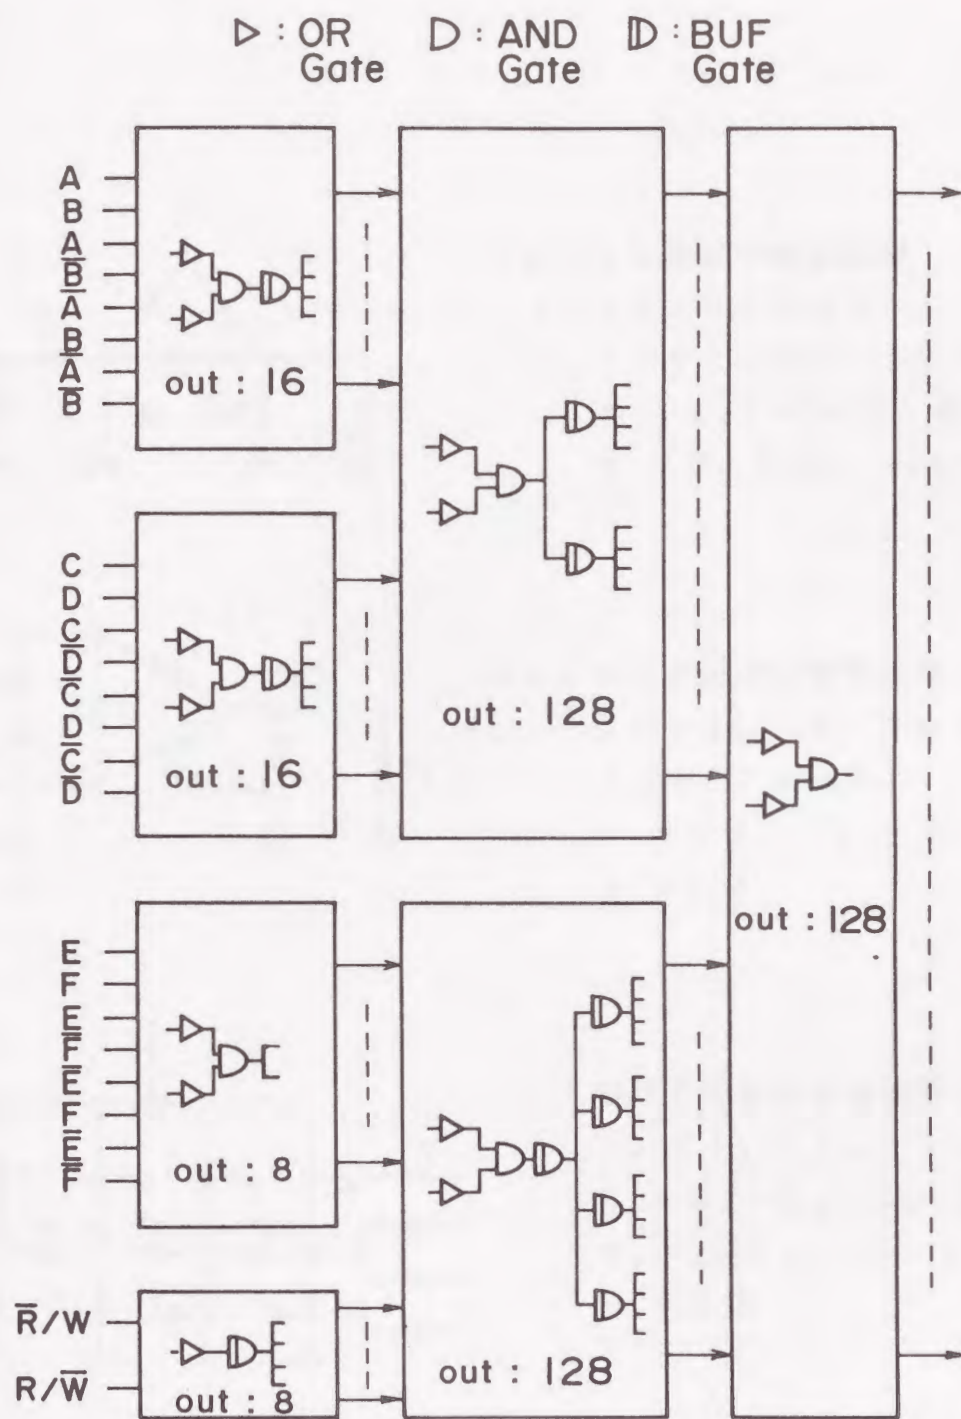 ▷ : OR Gate
D : AND Gate
D : BUF Gate
A
B
A
B̅
A̅
B
A̅
B̅
out : 16
C
D
C
D̅
C̅
D
C̅
D̅
out : 16
out : 128
E
F
E
F̅
E̅
F
E̅
F̅
out : 8
R̅/W
R/W̅
out : 8
out : 128
out : 128